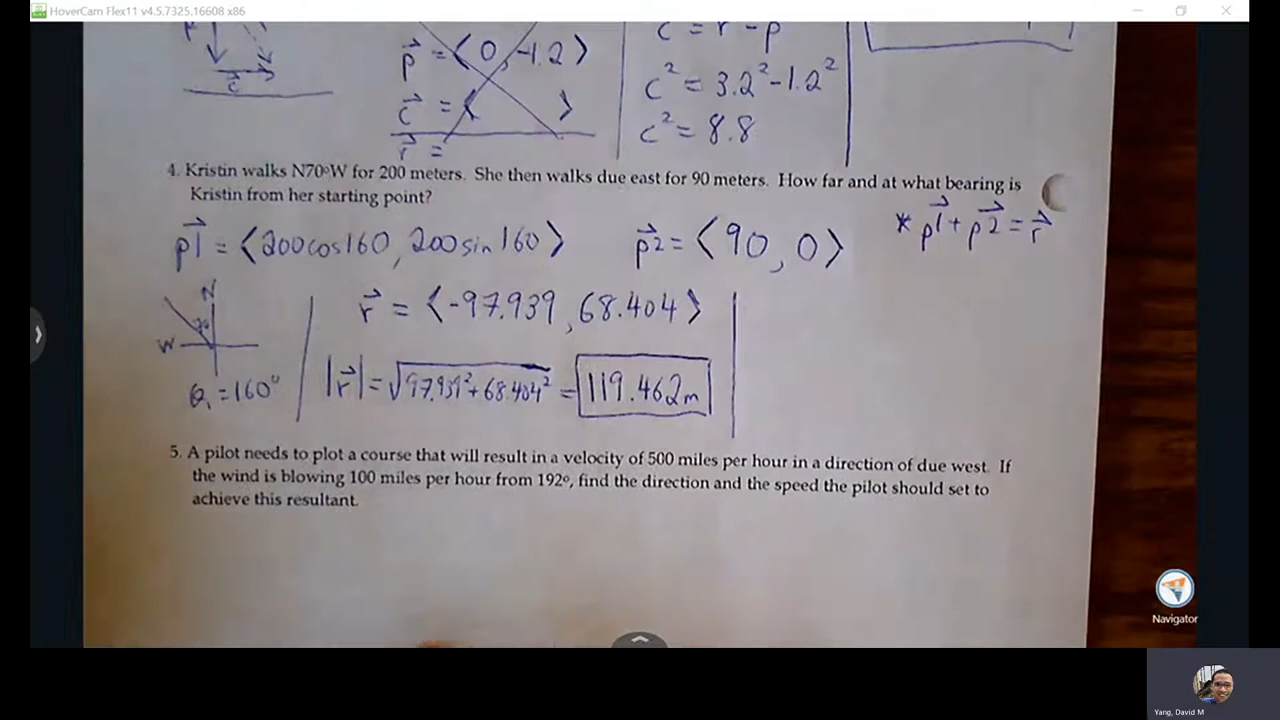 HoverCam Flex11 v4.5.7325.16608 x86
c = r - p
p = ⟨ 0, -1.2 ⟩
c² = 3.2² - 1.2²
c
c = ⟨ ⟩
c² = 8.8
r =
4. Kristin walks N70°W for 200 meters. She then walks due east for 90 meters. How far and at what bearing is
Kristin from her starting point?
* p1 + p2 = r
p1 = ⟨200cos160, 200sin160⟩
p2 = ⟨90, 0⟩
N
r = ⟨-97.939, 68.404⟩
W
|r| = √97.939² + 68.404² = 119.462m
θ₁ = 160°
5. A pilot needs to plot a course that will result in a velocity of 500 miles per hour in a direction of due west. If
the wind is blowing 100 miles per hour from 192°, find the direction and the speed the pilot should set to
achieve this resultant.
Navigator
Yang, David M